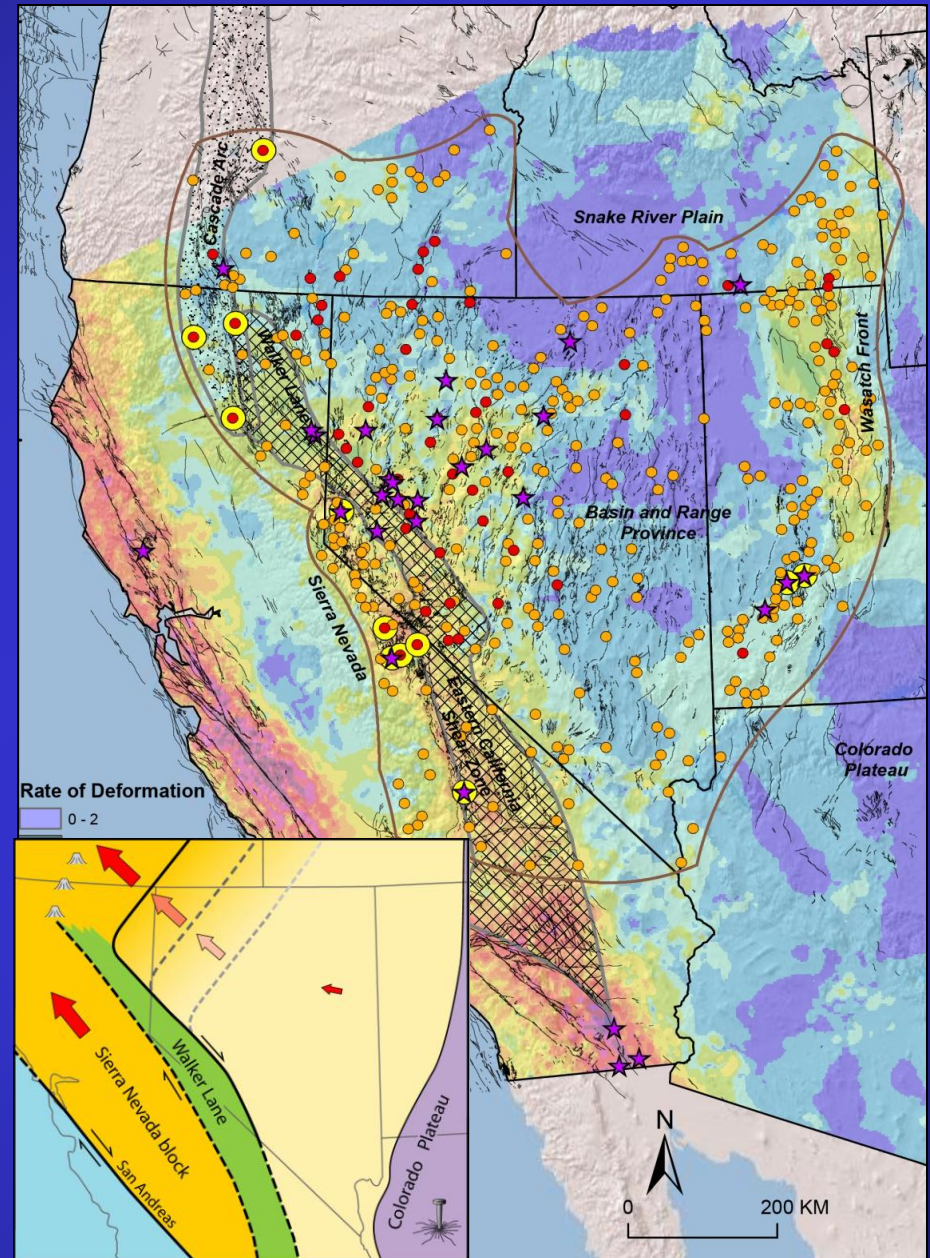 Cascade Arc
Snake River Plain
Walker Lane
Wasatch Front
Basin and Range
Province
Sierra Nevada
Eastern California
Shear Zone
Colorado
Plateau
Rate of Deformation
0 - 2
Sierra Nevada block
Walker Lane
San Andreas
Colorado Plateau
N
0
200 KM